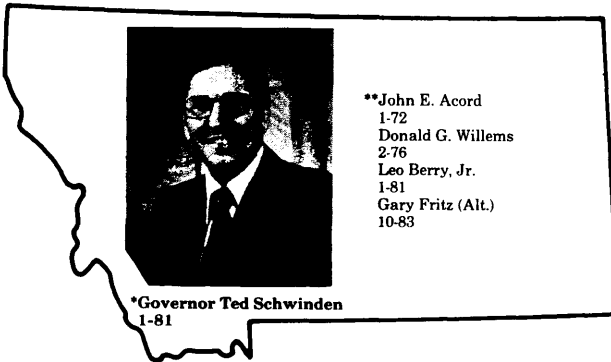 **John E. Acord
1-72
Donald G. Willems
2-76
Leo Berry, Jr.
1-81
Gary Fritz (Alt.)
10-83
*Governor Ted Schwinden
1-81